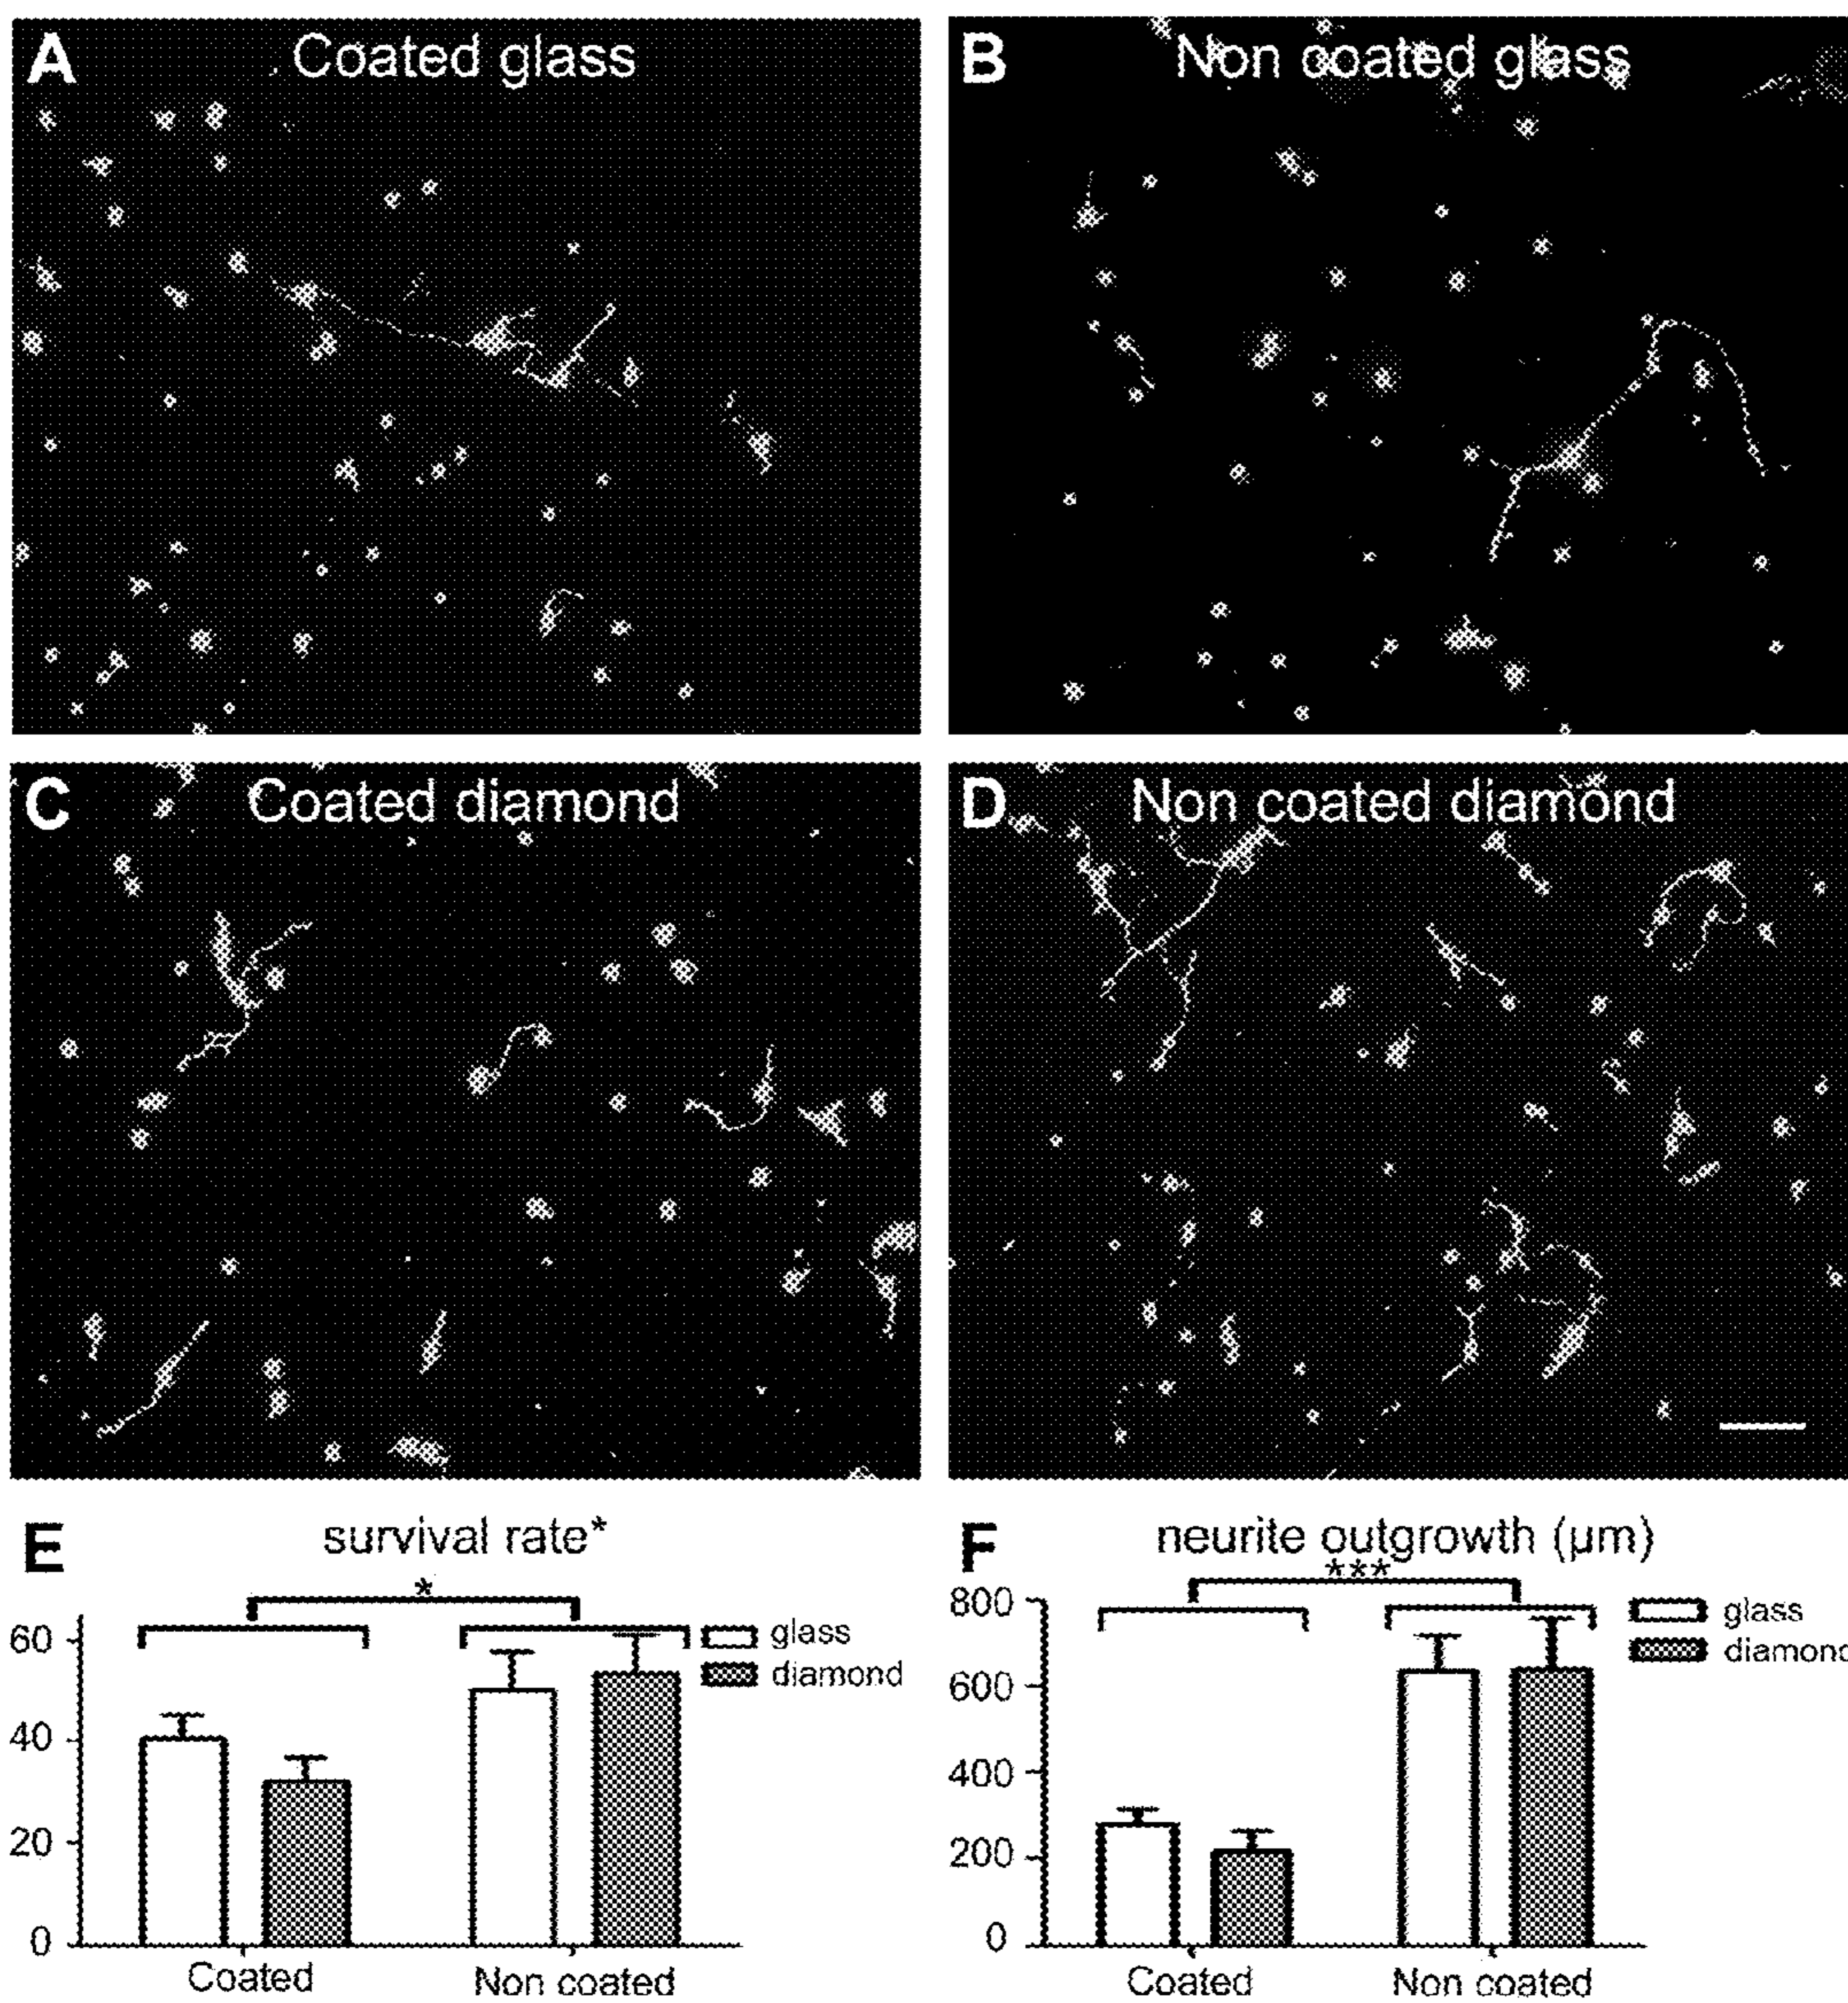 A Coated glass
B Non coated glass
C Coated diamond
D Non coated diamond
E survival rate*
*
60
40
20
0
glass
diamond
Coated Non coated
F neurite outgrowth (µm)
***
800
600
400
200
0
glass
diamond
Coated Non coated